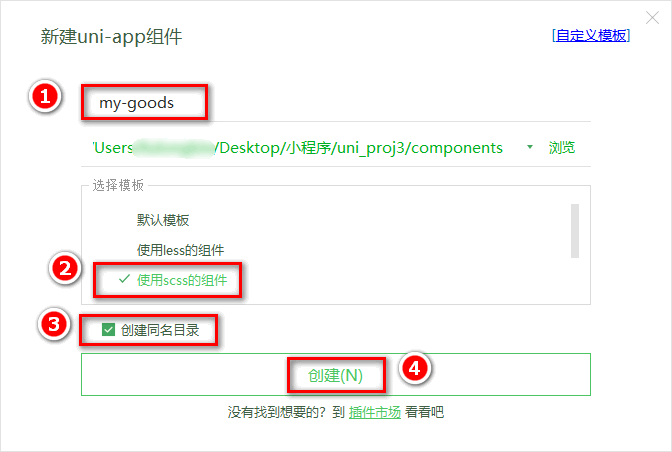 新建uni-app组件
[自定义模板]
1
my-goods
/Users
/Desktop/小程序/uni_proj3/components
浏览
选择模板
默认模板
使用less的组件
2
使用scss的组件
3
创建同名目录
创建(N)
4
没有找到想要的？到 插件市场 看看吧